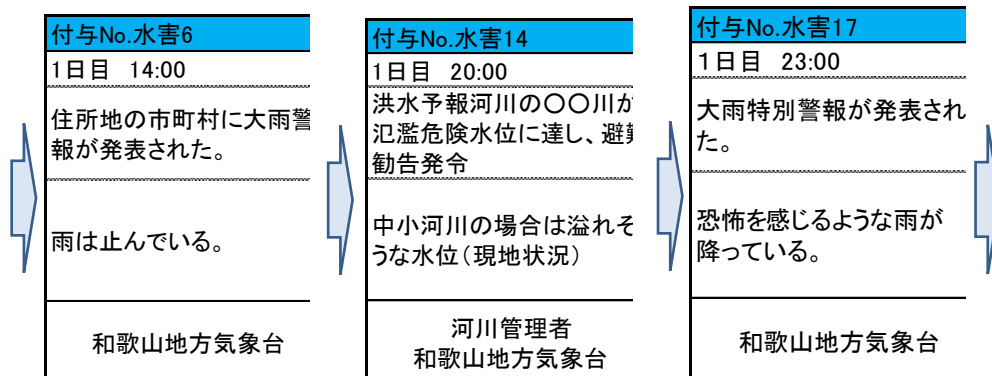 付与No.水害6
1日目 14:00
住所地の市町村に大雨警
報が発表された。
雨は止んでいる。
和歌山地方気象台
付与No.水害14
1日目 20:00
洪水予報河川の〇〇川が
氾濫危険水位に達し、避難
勧告発令
中小河川の場合は溢れそ
うな水位(現地状況)
河川管理者
和歌山地方気象台
付与No.水害17
1日目 23:00
大雨特別警報が発表され
た。
恐怖を感じるような雨が
降っている。
和歌山地方気象台